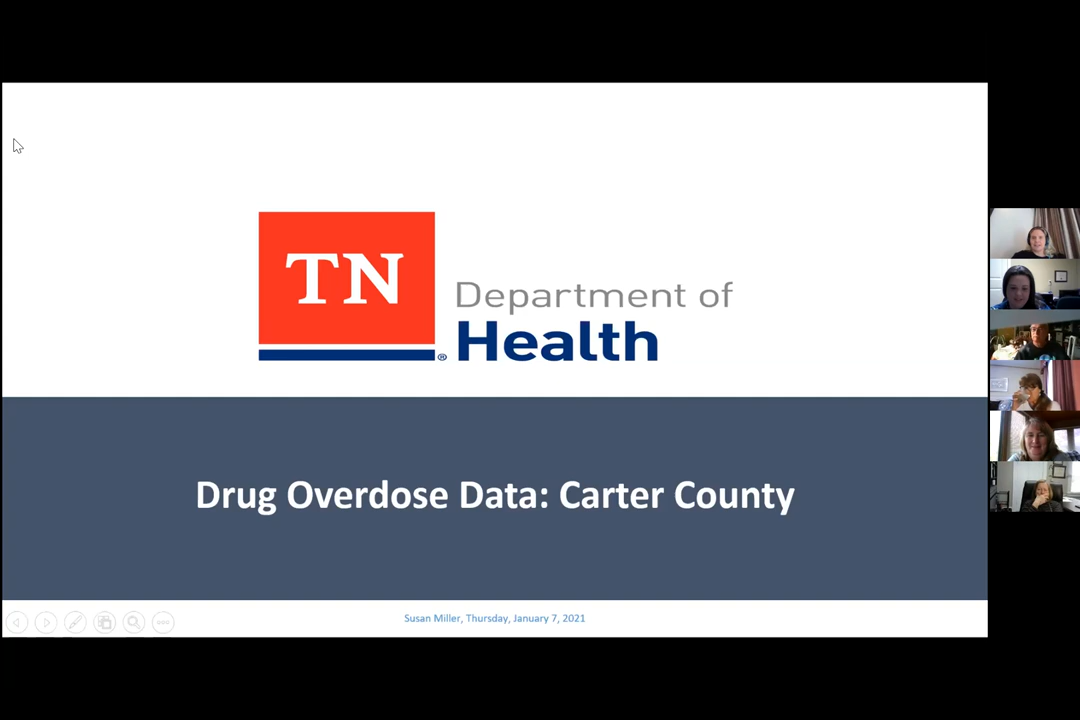 TN
Department of
Health
®
Drug Overdose Data: Carter County
Susan Miller, Thursday, January 7, 2021